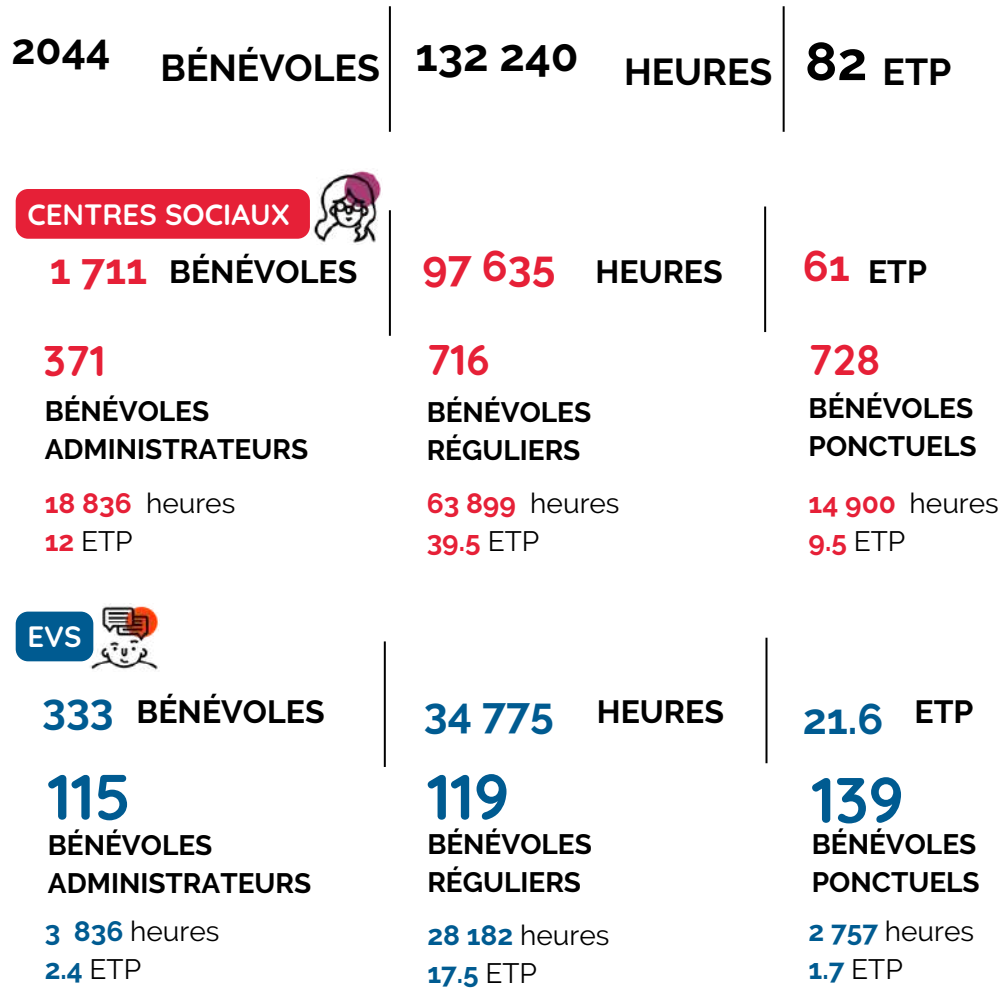 2044 BÉNÉVOLES 132 240 HEURES 82 ETP
CENTRES SOCIAUX
1 711 BÉNÉVOLES 97 635 HEURES 61 ETP
371
BÉNÉVOLES
ADMINISTRATEURS
18 836 heures
12 ETP
716
BÉNÉVOLES
RÉGULIERS
63 899 heures
39.5 ETP
728
BÉNÉVOLES
PONCTUELS
14 900 heures
9.5 ETP
EVS
333 BÉNÉVOLES 34 775 HEURES 21.6 ETP
115
BÉNÉVOLES
ADMINISTRATEURS
3 836 heures
2.4 ETP
119
BÉNÉVOLES
RÉGULIERS
28 182 heures
17.5 ETP
139
BÉNÉVOLES
PONCTUELS
2 757 heures
1.7 ETP